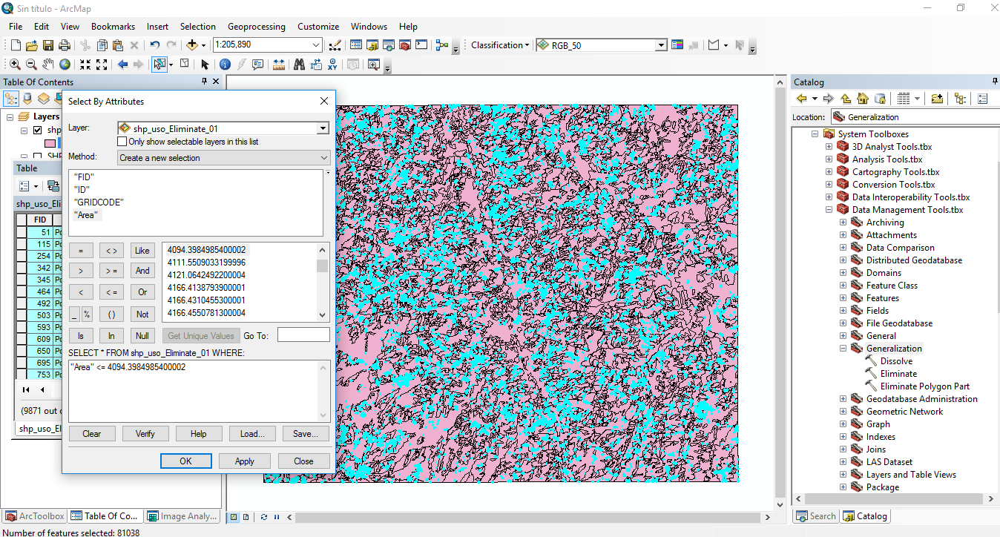 Sin título - ArcMap
File Edit View Bookmarks Insert Selection Geoprocessing Customize Windows Help
1:205,890 Classification RGB_50
Table Of Contents
Layers
shp
SHP
Table
shp_uso_Eli
FID
51 Po
115 Po
254 Po
342 Po
345 Po
464 Po
492 Po
503 Po
593 Po
609 Po
650 Po
695 Po
753 Po
(9871 out o
shp_uso_El
Select By Attributes
Layer: shp_uso_Eliminate_01
Only show selectable layers in this list
Method: Create a new selection
"FID"
"ID"
"GRIDCODE"
"Area"
= < > Like
> > = And
< < = Or
_ % ( ) Not
Is In Null
4094.3984985400002
4111.5509033199996
4121.0642492200004
4166.4138793900001
4166.4310455300001
4166.4550781300004
Get Unique Values Go To:
SELECT * FROM shp_uso_Eliminate_01 WHERE:
"Area" <= 4094.3984985400002
Clear Verify Help Load... Save...
OK Apply Close
Catalog
Location: Generalization
System Toolboxes
3D Analyst Tools.tbx
Analysis Tools.tbx
Cartography Tools.tbx
Conversion Tools.tbx
Data Interoperability Tools.tbx
Data Management Tools.tbx
Archiving
Attachments
Data Comparison
Distributed Geodatabase
Domains
Feature Class
Features
Fields
File Geodatabase
General
Generalization
Dissolve
Eliminate
Eliminate Polygon Part
Geodatabase Administration
Geometric Network
Graph
Indexes
Joins
LAS Dataset
Layers and Table Views
Package
ArcToolbox Table Of Co... Image Analy...
Search Catalog
Number of features selected: 81038